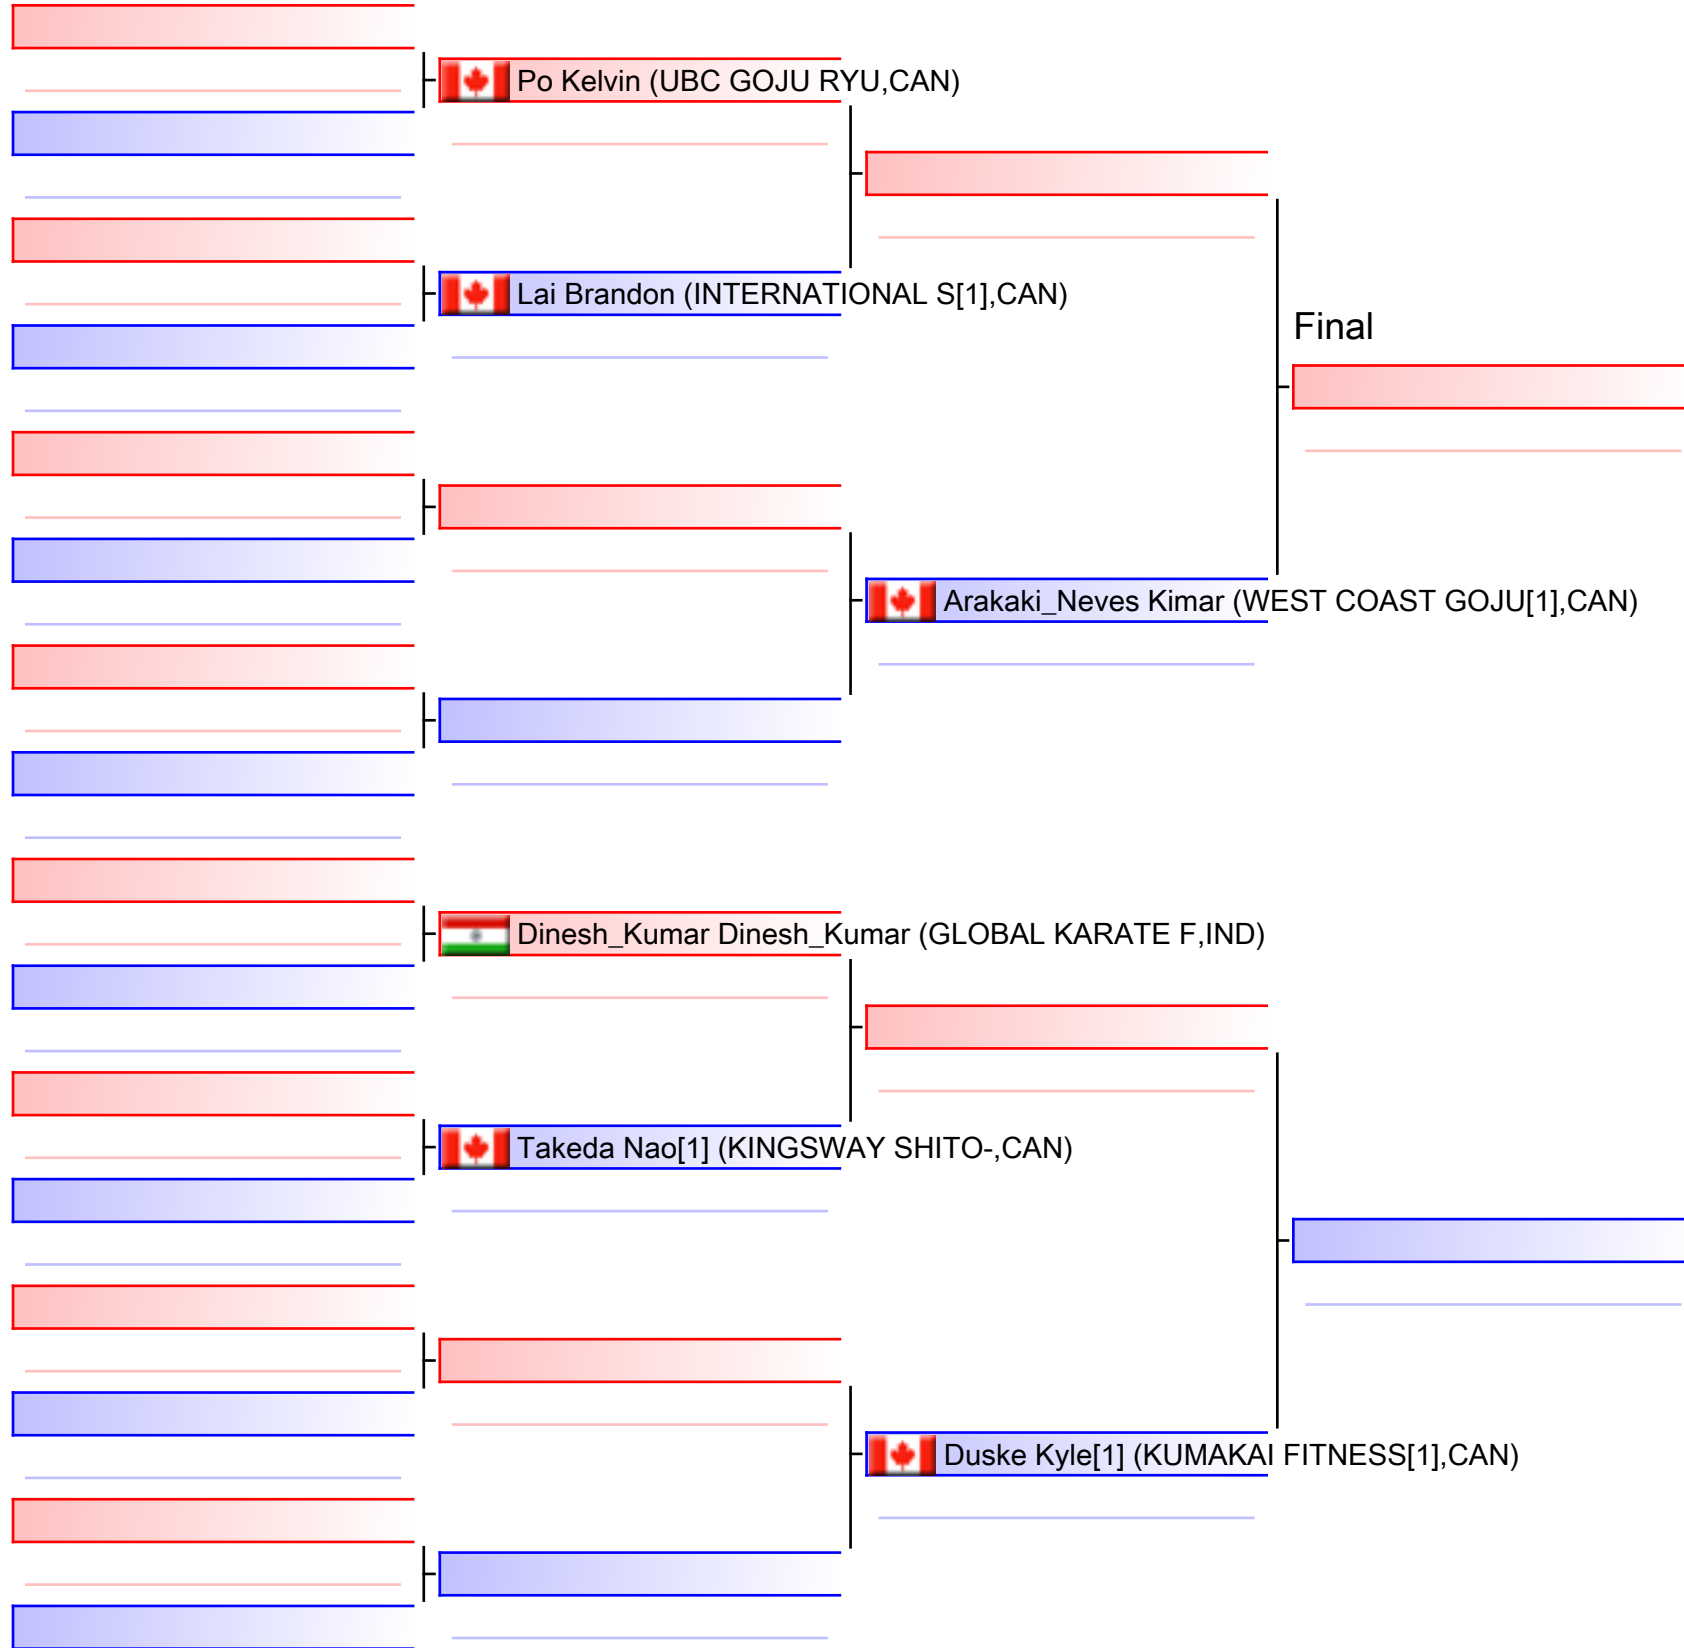 Po Kelvin (UBC GOJU RYU,CAN)
Lai Brandon (INTERNATIONAL S[1],CAN)
Final
Arakaki_Neves Kimar (WEST COAST GOJU[1],CAN)
Dinesh_Kumar Dinesh_Kumar (GLOBAL KARATE F,IND)
Takeda Nao[1] (KINGSWAY SHITO-,CAN)
Duske Kyle[1] (KUMAKAI FITNESS[1],CAN)